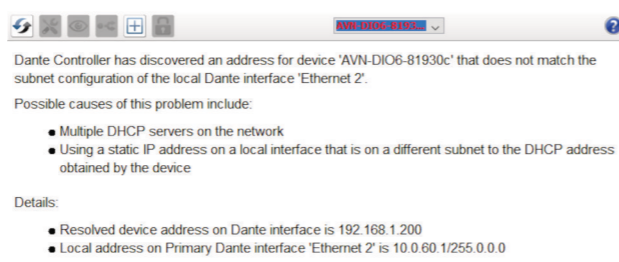 AVN-DIO6-8193...
Dante Controller has discovered an address for device 'AVN-DIO6-81930c' that does not match the
subnet configuration of the local Dante interface 'Ethernet 2'.
Possible causes of this problem include:
● Multiple DHCP servers on the network
● Using a static IP address on a local interface that is on a different subnet to the DHCP address
obtained by the device
Details:
● Resolved device address on Dante interface is 192.168.1.200
● Local address on Primary Dante interface 'Ethernet 2' is 10.0.60.1/255.0.0.0